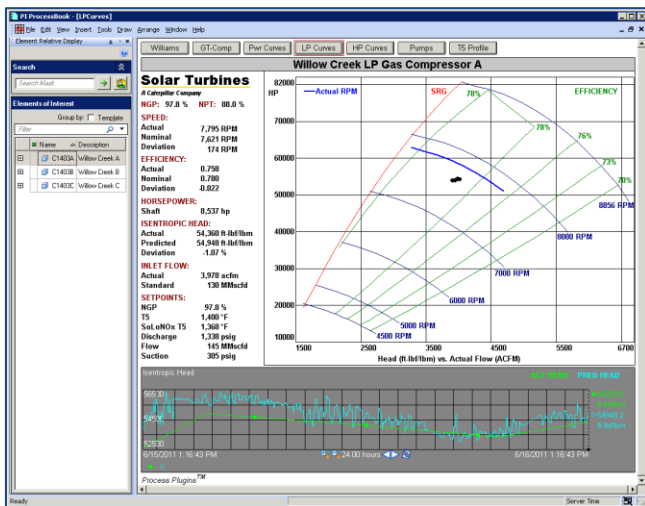 PI ProcessBook - [LPCurves]
File Edit View Insert Tools Draw Arrange Window Help
Element Relative Display
Search
Search Mask
Elements of Interest
Group by: Template
Filter
Name Description
C1403A Willow Creek A
C1403B Willow Creek B
C1403C Willow Creek C
Williams GT-Comp Pwr Curves LP Curves HP Curves Pumps T5 Profile
Willow Creek LP Gas Compressor A
Solar Turbines
A Caterpillar Company
NGP: 97.8 % NPT: 88.0 %
SPEED:
Actual 7,795 RPM
Nominal 7,621 RPM
Deviation 174 RPM
EFFICIENCY:
Actual 0.758
Nominal 0.780
Deviation -0.022
HORSEPOWER:
Shaft 8,537 hp
ISENTROPIC HEAD:
Actual 54,360 ft-lbf/lbm
Predicted 54,948 ft-lbf/lbm
Deviation -1.07 %
INLET FLOW:
Actual 3,978 acfm
Standard 130 MMscfd
SETPOINTS:
NGP 97.8 %
T5 1,400 °F
SoLoNOx T5 1,360 °F
Discharge 1,338 psig
Flow 145 MMscfd
Suction 305 psig
82000
HP
Actual RPM
SRG
EFFICIENCY
78%
78%
76%
73%
70%
70000
60000
50000
40000
30000
20000
10000
8856 RPM
8000 RPM
7000 RPM
6000 RPM
5000 RPM
4500 RPM
1500 2500 3500 4500 5500 6700
Head (ft-lbf/lbm) vs. Actual Flow (ACFM)
Isentropic Head
ACT HEAD PRED HEAD
56500
54500
52500
54948.2
ft-lbf/lbm
6/15/2011 1:16:43 PM
24.00 hours
6/16/2011 1:16:43 PM
Process Plugins™
Ready
Server Time